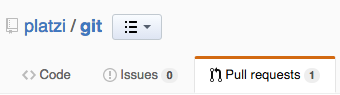 platzi / git
Code Issues 0 Pull requests 1